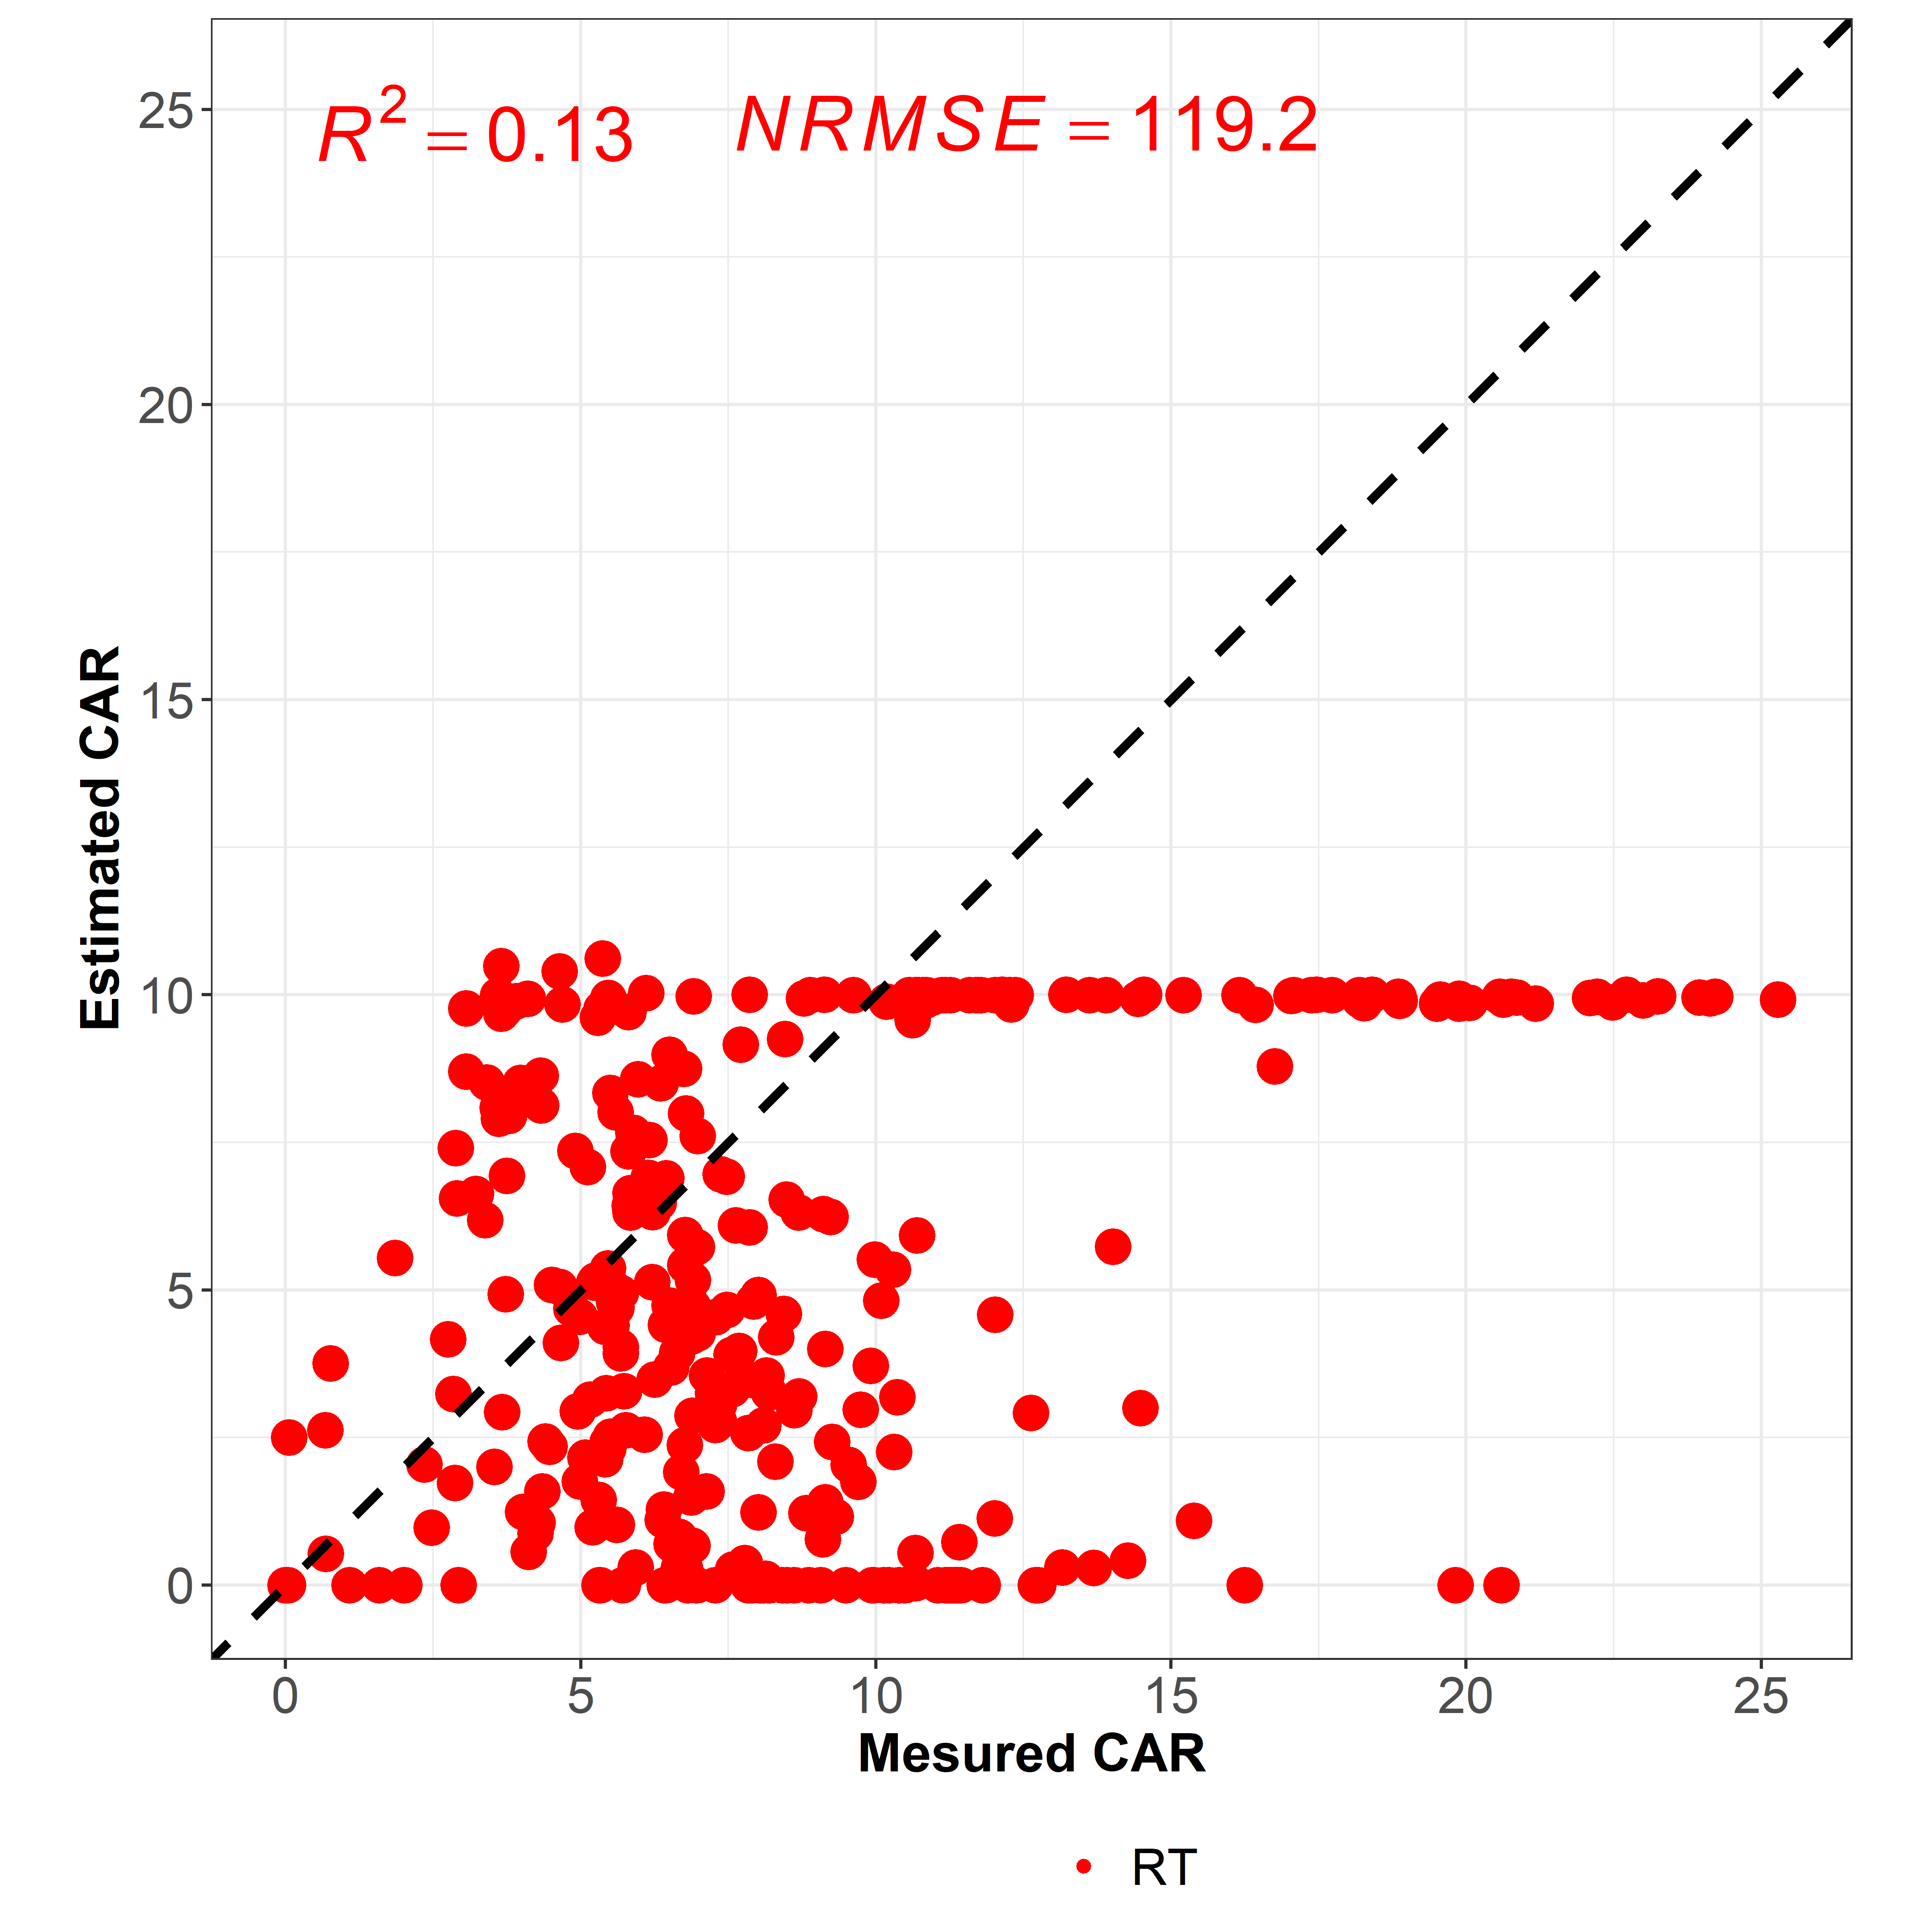 R² = 0.13 NRMSE = 119.2
25
20
15
10
5
0
Estimated CAR
0 5 10 15 20 25
Mesured CAR
RT